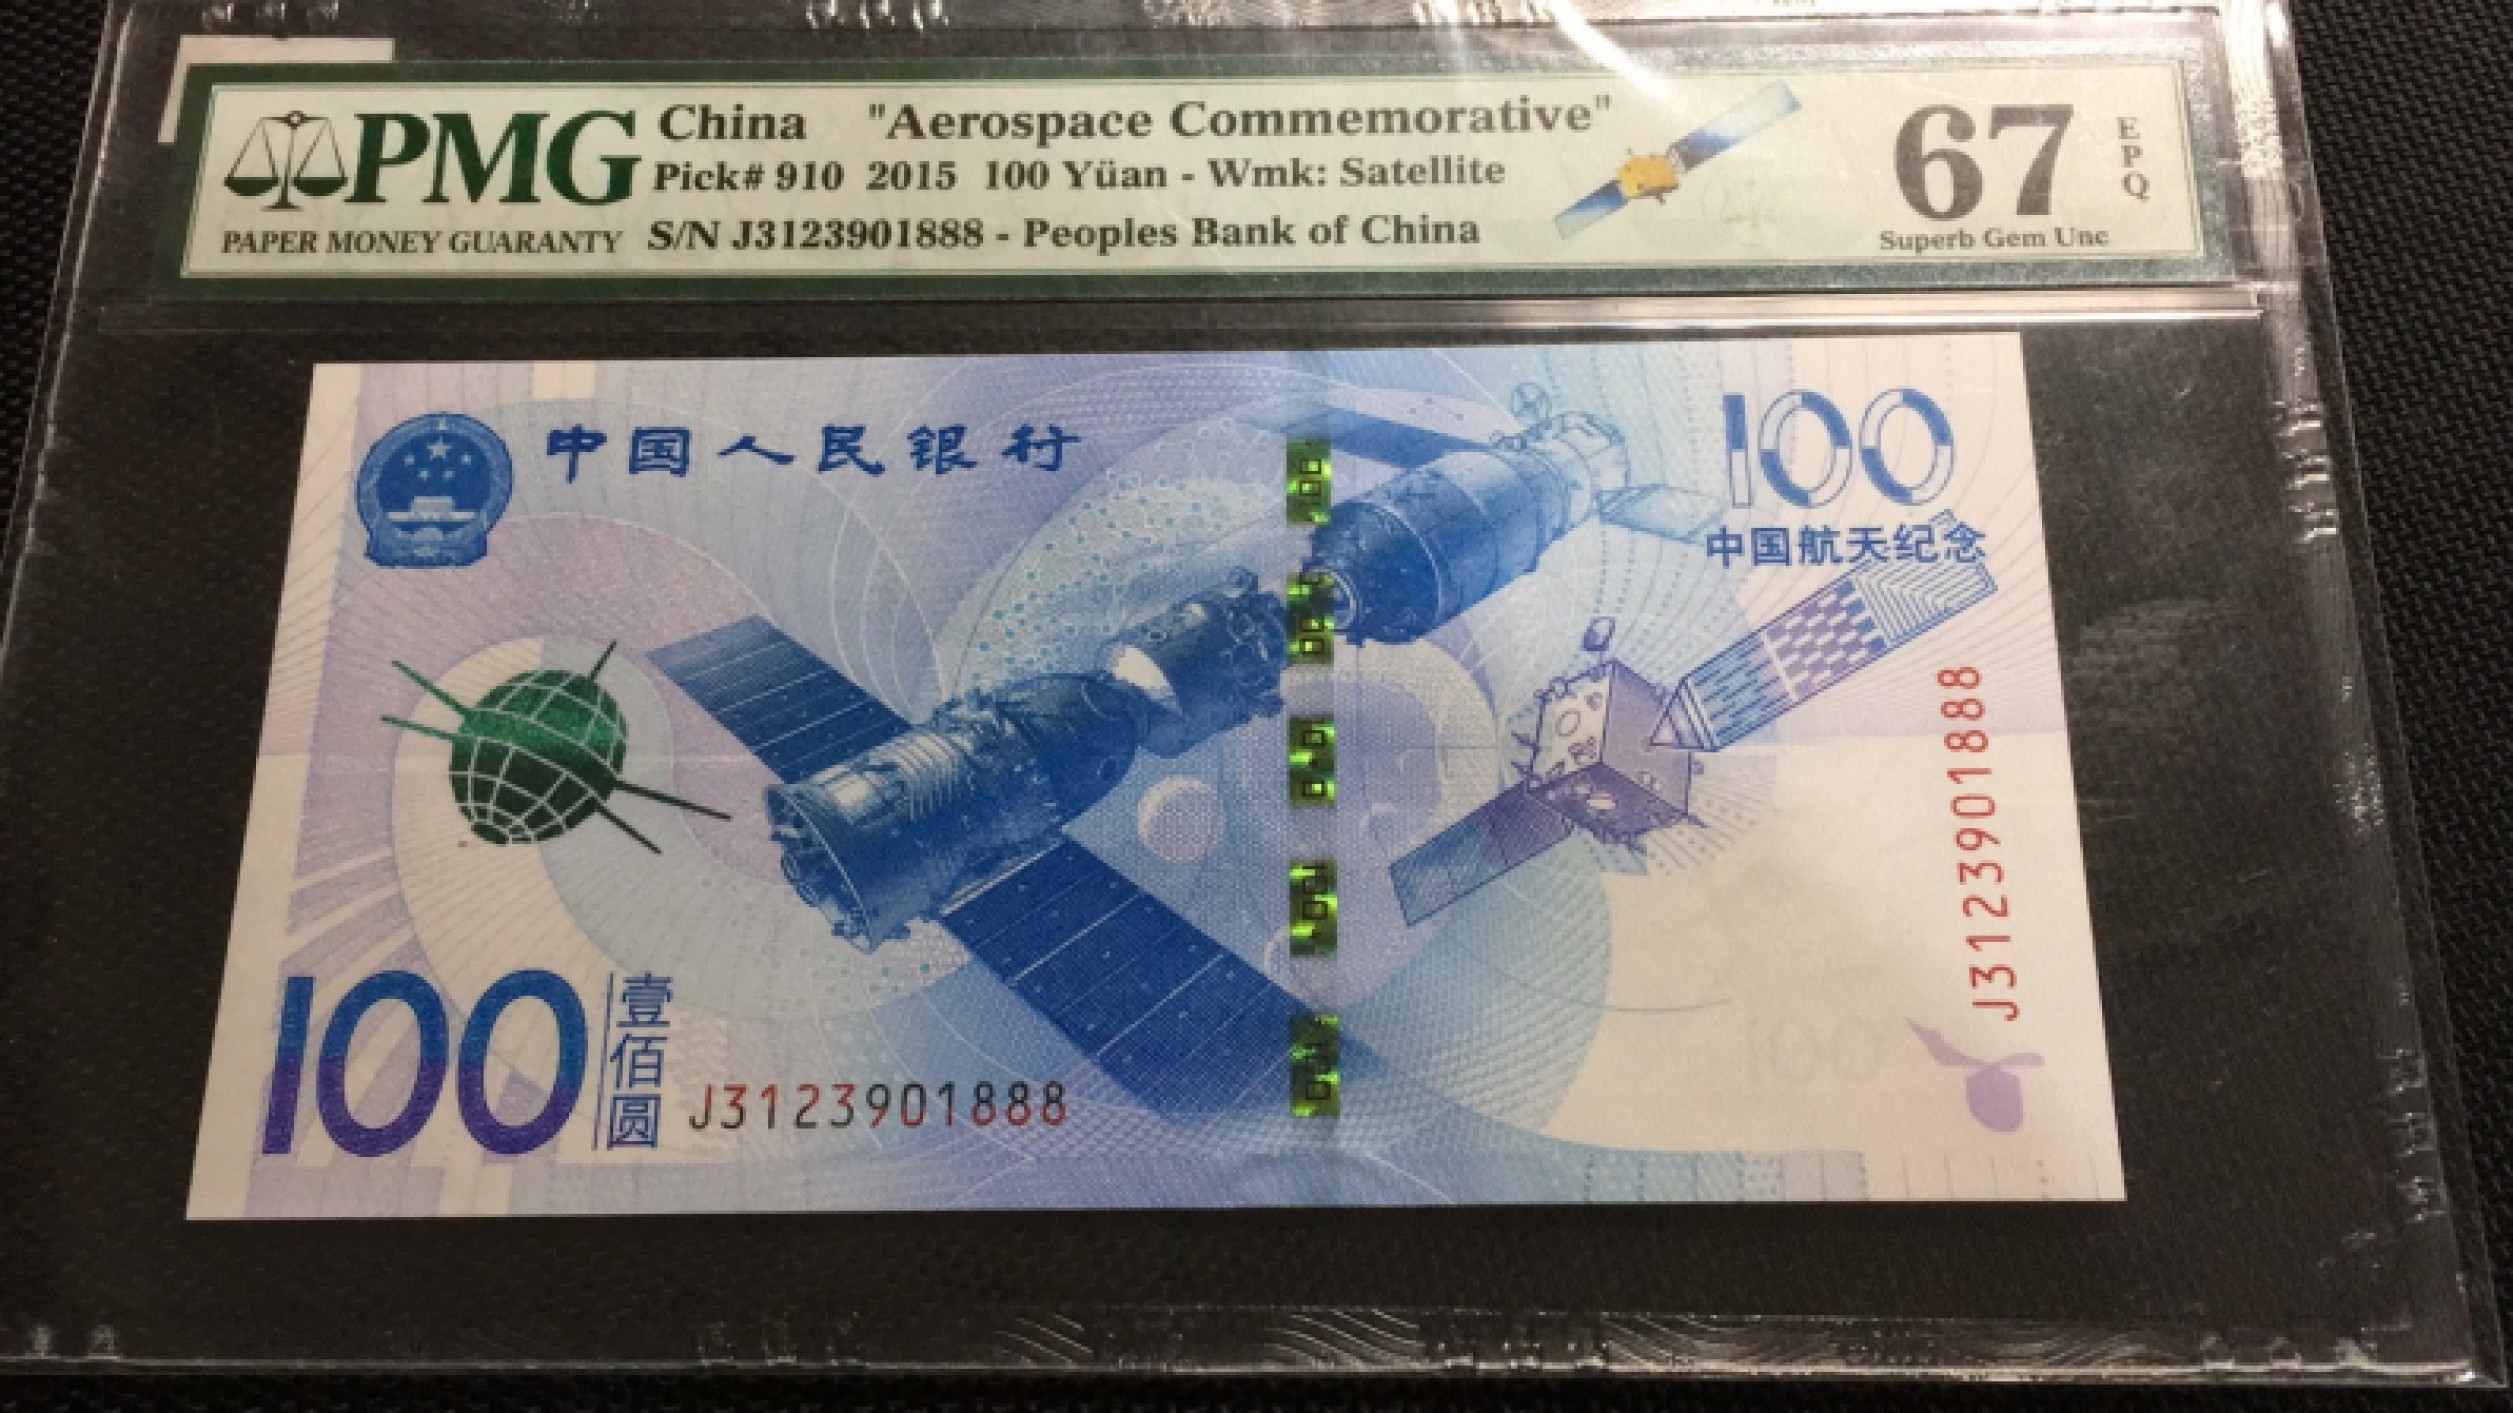 PMG
PAPER MONEY GUARANTY
China "Aerospace Commemorative"
Pick# 910 2015 100 Yüan - Wmk: Satellite
S/N J3123901888 - Peoples Bank of China
67
EPQ
Superb Gem Unc
中国人民银行
100
中国航天纪念
J3123901888
100
壹佰圆
J3123901888